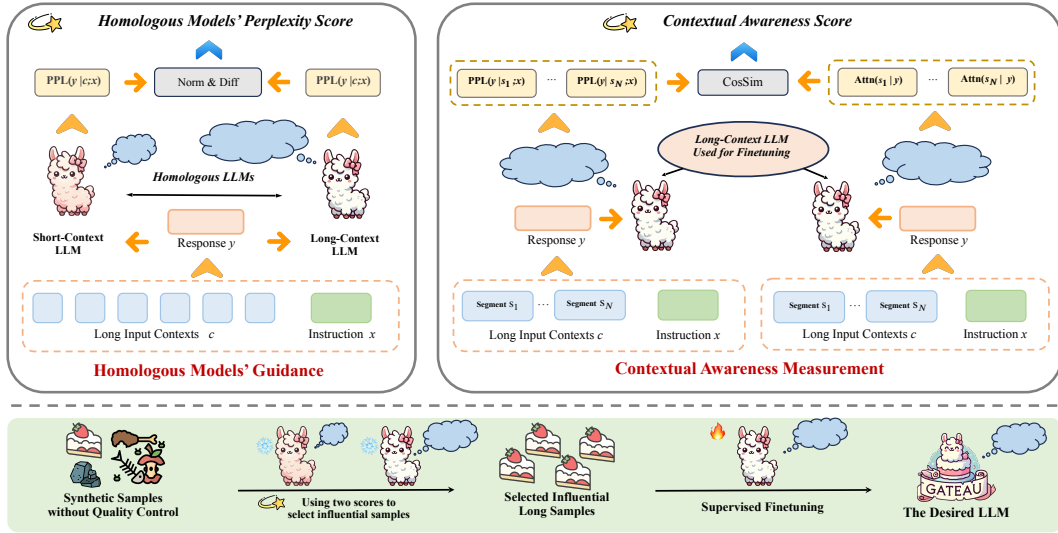 Homologous Models' Perplexity Score
PPL(y |c;x)
Norm & Diff
PPL(y |c;x)
Homologous LLMs
Short-Context
LLM
Response y
Long-Context
LLM
Long Input Contexts c
Instruction x
Homologous Models' Guidance
Contextual Awareness Score
PPL(y |s1 ;x)
...
PPL(y| sN ;x)
CosSim
Attn(s1 | y)
...
Attn(sN | y)
Long-Context LLM
Used for Finetuning
Response y
Response y
Segment S1
...
Segment SN
Long Input Contexts c
Instruction x
Segment S1
...
Segment SN
Long Input Contexts c
Instruction x
Contextual Awareness Measurement
Synthetic Samples
without Quality Control
Using two scores to
select influential samples
Selected Influential
Long Samples
Supervised Finetuning
GATEAU
The Desired LLM